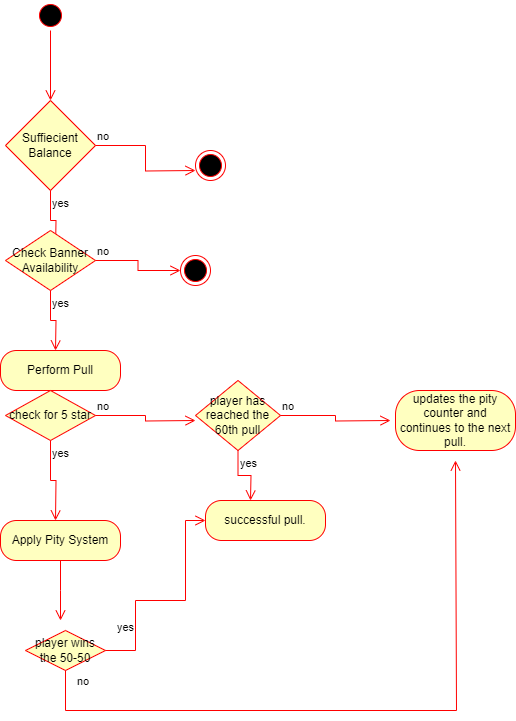 no
Suffiecient
Balance
yes
no
Check Banner
Availability
yes
Perform Pull
check for 5 star
no
player has
reached the
60th pull
no
updates the pity
counter and
continues to the next
pull.
yes
yes
successful pull.
Apply Pity System
yes
player wins
the 50-50
no